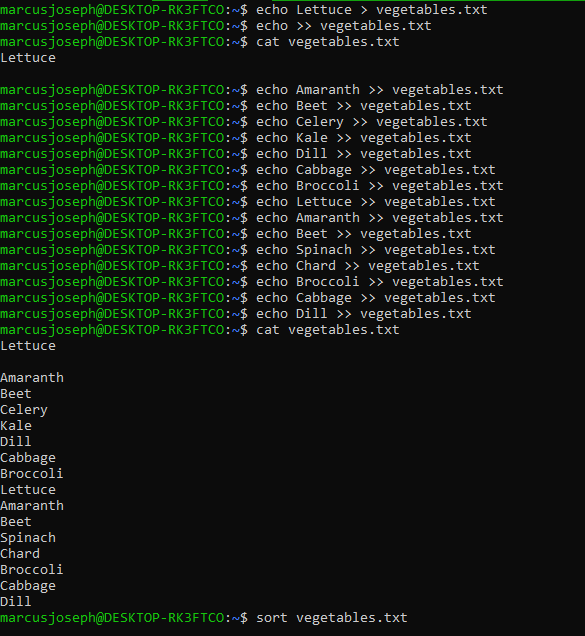 marcusjoseph@DESKTOP-RK3FTCO:~$ echo Lettuce > vegetables.txt
marcusjoseph@DESKTOP-RK3FTCO:~$ echo >> vegetables.txt
marcusjoseph@DESKTOP-RK3FTCO:~$ cat vegetables.txt
Lettuce

marcusjoseph@DESKTOP-RK3FTCO:~$ echo Amaranth >> vegetables.txt
marcusjoseph@DESKTOP-RK3FTCO:~$ echo Beet >> vegetables.txt
marcusjoseph@DESKTOP-RK3FTCO:~$ echo Celery >> vegetables.txt
marcusjoseph@DESKTOP-RK3FTCO:~$ echo Kale >> vegetables.txt
marcusjoseph@DESKTOP-RK3FTCO:~$ echo Dill >> vegetables.txt
marcusjoseph@DESKTOP-RK3FTCO:~$ echo Cabbage >> vegetables.txt
marcusjoseph@DESKTOP-RK3FTCO:~$ echo Broccoli >> vegetables.txt
marcusjoseph@DESKTOP-RK3FTCO:~$ echo Lettuce >> vegetables.txt
marcusjoseph@DESKTOP-RK3FTCO:~$ echo Amaranth >> vegetables.txt
marcusjoseph@DESKTOP-RK3FTCO:~$ echo Beet >> vegetables.txt
marcusjoseph@DESKTOP-RK3FTCO:~$ echo Spinach >> vegetables.txt
marcusjoseph@DESKTOP-RK3FTCO:~$ echo Chard >> vegetables.txt
marcusjoseph@DESKTOP-RK3FTCO:~$ echo Broccoli >> vegetables.txt
marcusjoseph@DESKTOP-RK3FTCO:~$ echo Cabbage >> vegetables.txt
marcusjoseph@DESKTOP-RK3FTCO:~$ echo Dill >> vegetables.txt
marcusjoseph@DESKTOP-RK3FTCO:~$ cat vegetables.txt
Lettuce

Amaranth
Beet
Celery
Kale
Dill
Cabbage
Broccoli
Lettuce
Amaranth
Beet
Spinach
Chard
Broccoli
Cabbage
Dill
marcusjoseph@DESKTOP-RK3FTCO:~$ sort vegetables.txt